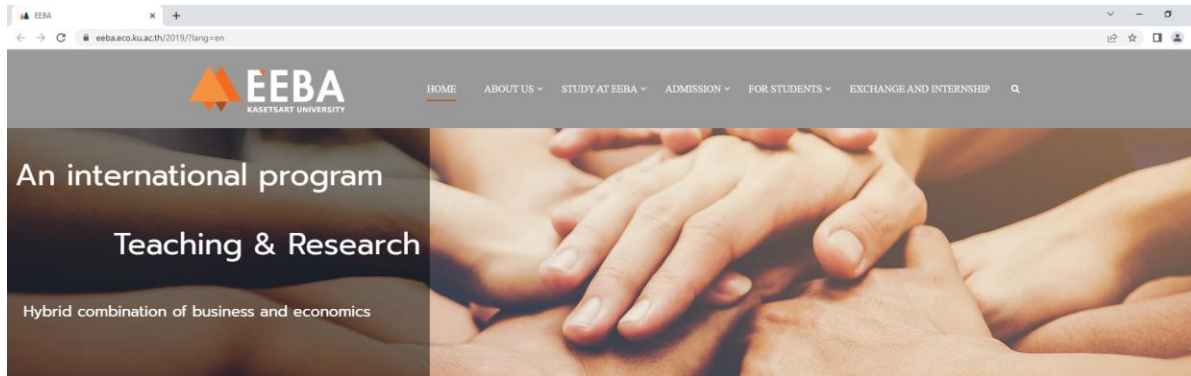 EEBA
eeba.eco.ku.ac.th/2019/?lang=en
EEBA
KASETSART UNIVERSITY
HOME ABOUT US STUDY AT EEBA ADMISSION FOR STUDENTS EXCHANGE AND INTERNSHIP
An international program
Teaching & Research
Hybrid combination of business and economics